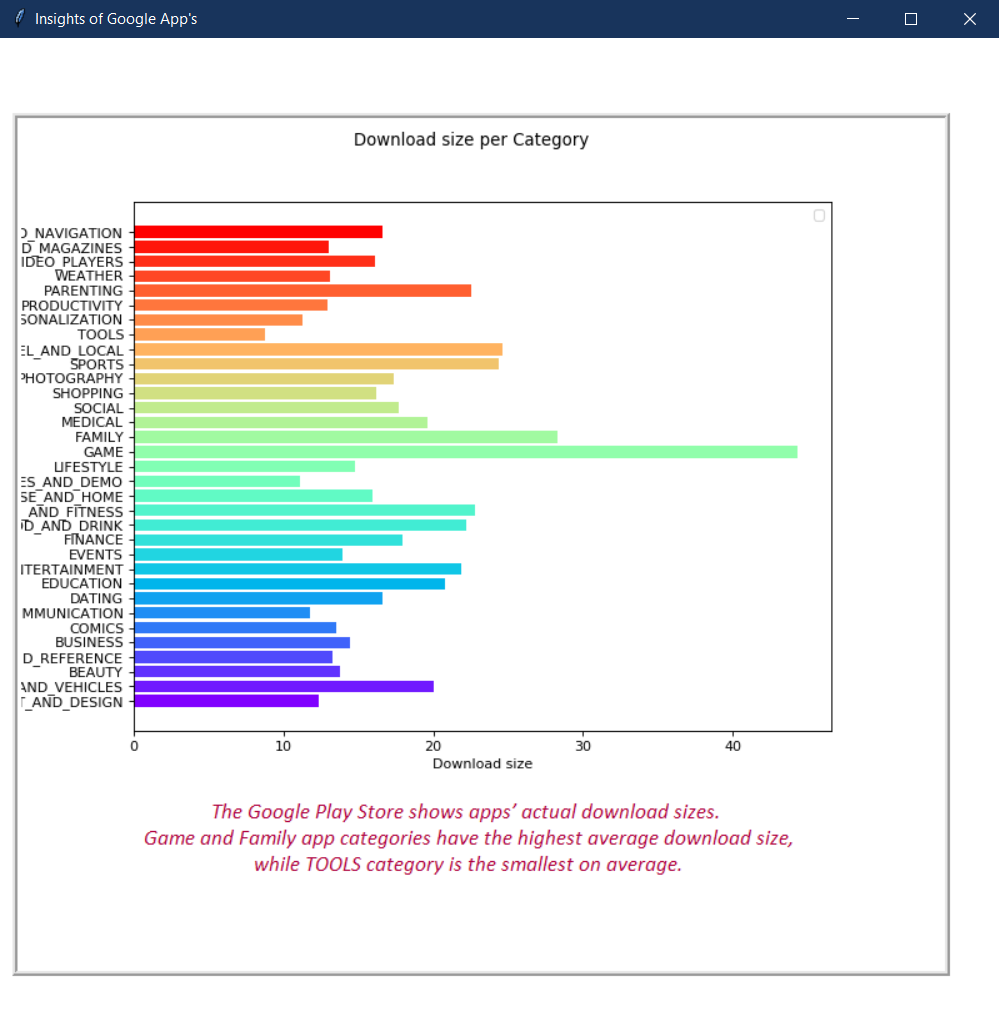 Insights of Google App's
Download size per Category
O_NAVIGATION
D_MAGAZINES
IDEO_PLAYERS
WEATHER
PARENTING
PRODUCTIVITY
SONALIZATION
TOOLS
EL_AND_LOCAL
SPORTS
PHOTOGRAPHY
SHOPPING
SOCIAL
MEDICAL
FAMILY
GAME
LIFESTYLE
ES_AND_DEMO
SE_AND_HOME
AND_FITNESS
OD_AND_DRINK
FINANCE
EVENTS
ITERTAINMENT
EDUCATION
DATING
MMUNICATION
COMICS
BUSINESS
D_REFERENCE
BEAUTY
AND_VEHICLES
T_AND_DESIGN
0 10 20 30 40
Download size
The Google Play Store shows apps’ actual download sizes.
Game and Family app categories have the highest average download size,
while TOOLS category is the smallest on average.